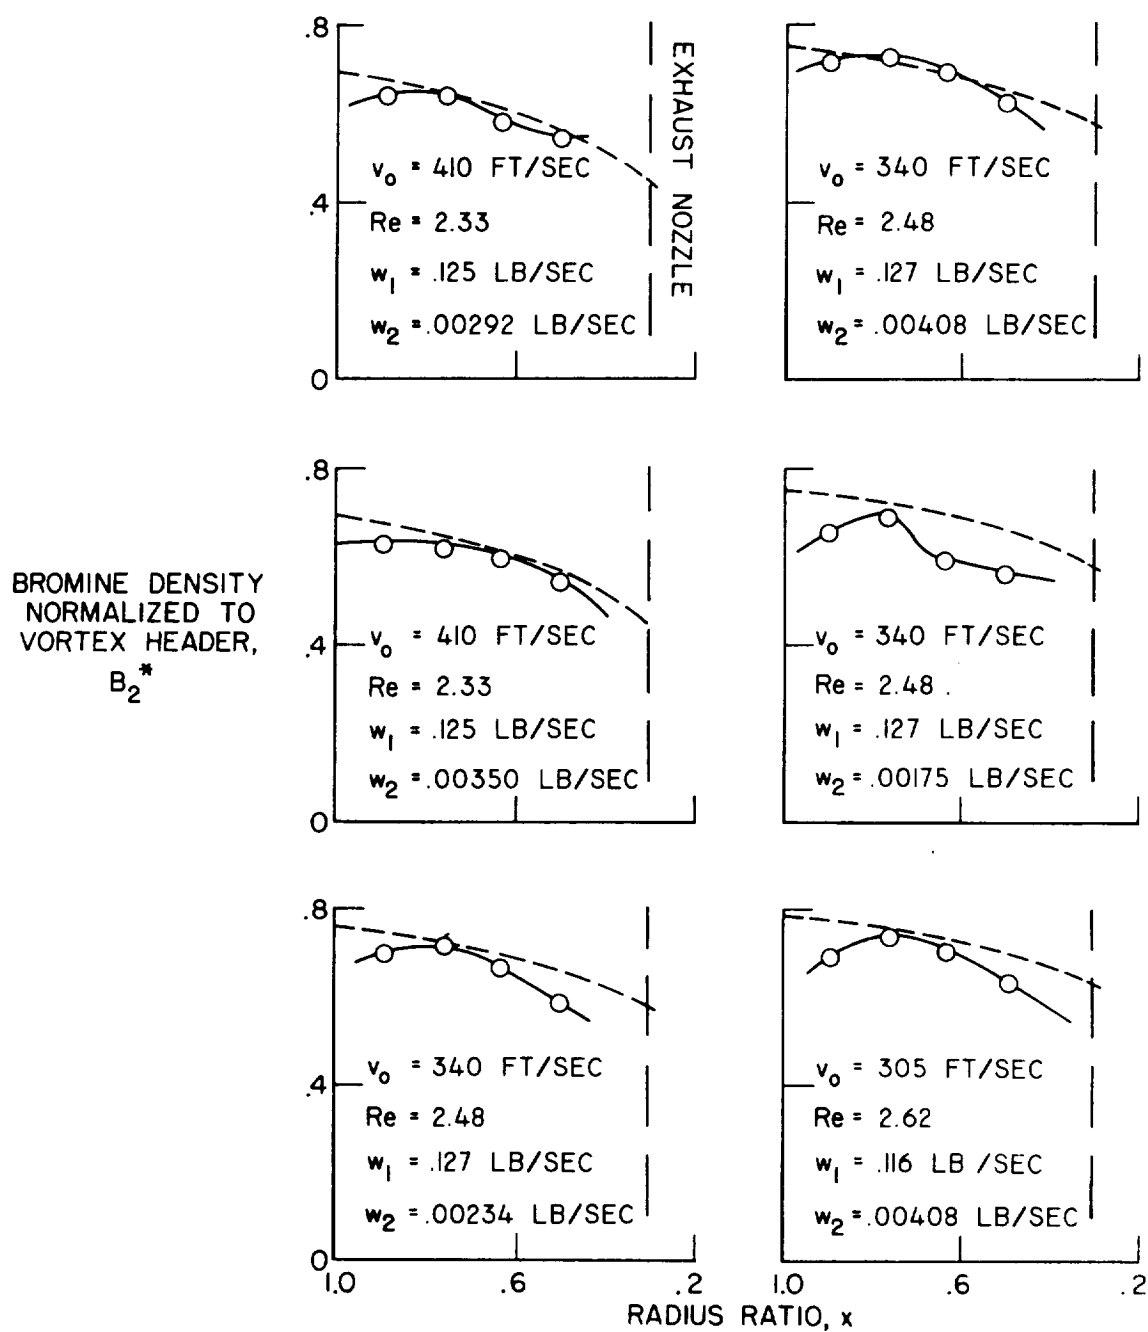 .8
.4
0
EXHAUST NOZZLE
v₀ = 410 FT/SEC
Re = 2.33
w₁ = .125 LB/SEC
w₂ = .00292 LB/SEC
v₀ = 340 FT/SEC
Re = 2.48
w₁ = .127 LB/SEC
w₂ = .00408 LB/SEC
BROMINE DENSITY
NORMALIZED TO
VORTEX HEADER,
B₂*
.8
.4
0
v₀ = 410 FT/SEC
Re = 2.33
w₁ = .125 LB/SEC
w₂ = .00350 LB/SEC
v₀ = 340 FT/SEC
Re = 2.48
w₁ = .127 LB/SEC
w₂ = .00175 LB/SEC
.8
.4
0
v₀ = 340 FT/SEC
Re = 2.48
w₁ = .127 LB/SEC
w₂ = .00234 LB/SEC
v₀ = 305 FT/SEC
Re = 2.62
w₁ = .116 LB/SEC
w₂ = .00408 LB/SEC
1.0 .6 .2
1.0 .6 .2
RADIUS RATIO, x